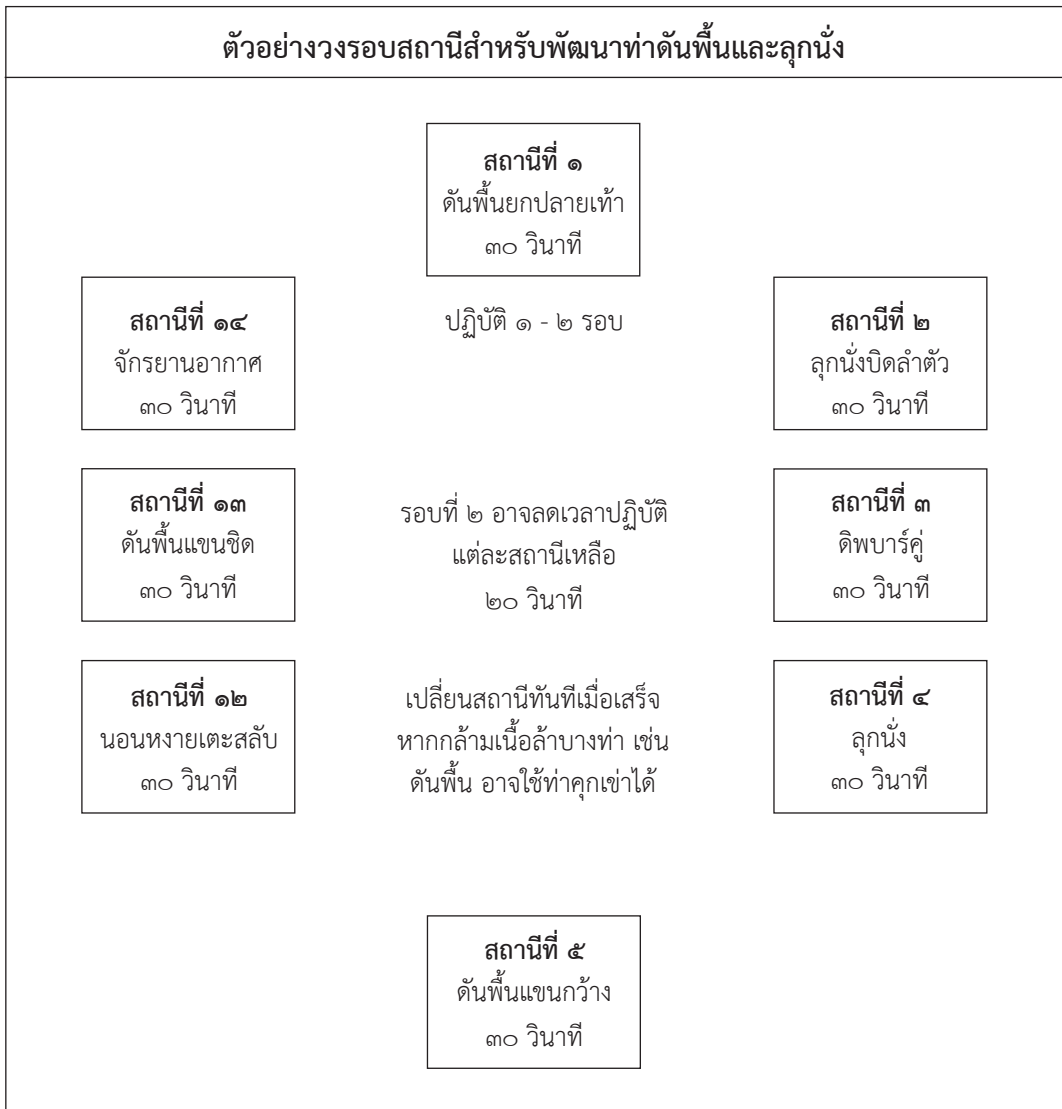 ตัวอย่างวงรอบสถานีสำหรับพัฒนาท่าดันพื้นและลุกนั่ง
สถานีที่ ๑
ดันพื้นยกปลายเท้า
๓๐ วินาที
สถานีที่ ๑๔
จักรยานอากาศ
๓๐ วินาที
ปฏิบัติ ๑ - ๒ รอบ
สถานีที่ ๒
ลุกนั่งบิดลำตัว
๓๐ วินาที
สถานีที่ ๑๓
ดันพื้นแขนชิด
๓๐ วินาที
รอบที่ ๒ อาจลดเวลาปฏิบัติ
แต่ละสถานีเหลือ
๒๐ วินาที
สถานีที่ ๓
ดิพบาร์คู่
๓๐ วินาที
สถานีที่ ๑๒
นอนหงายเตะสลับ
๓๐ วินาที
เปลี่ยนสถานีทันทีเมื่อเสร็จ
หากกล้ามเนื้อล้าบางท่า เช่น
ดันพื้น อาจใช้ท่าคุกเข่าได้
สถานีที่ ๔
ลุกนั่ง
๓๐ วินาที
สถานีที่ ๕
ดันพื้นแขนกว้าง
๓๐ วินาที